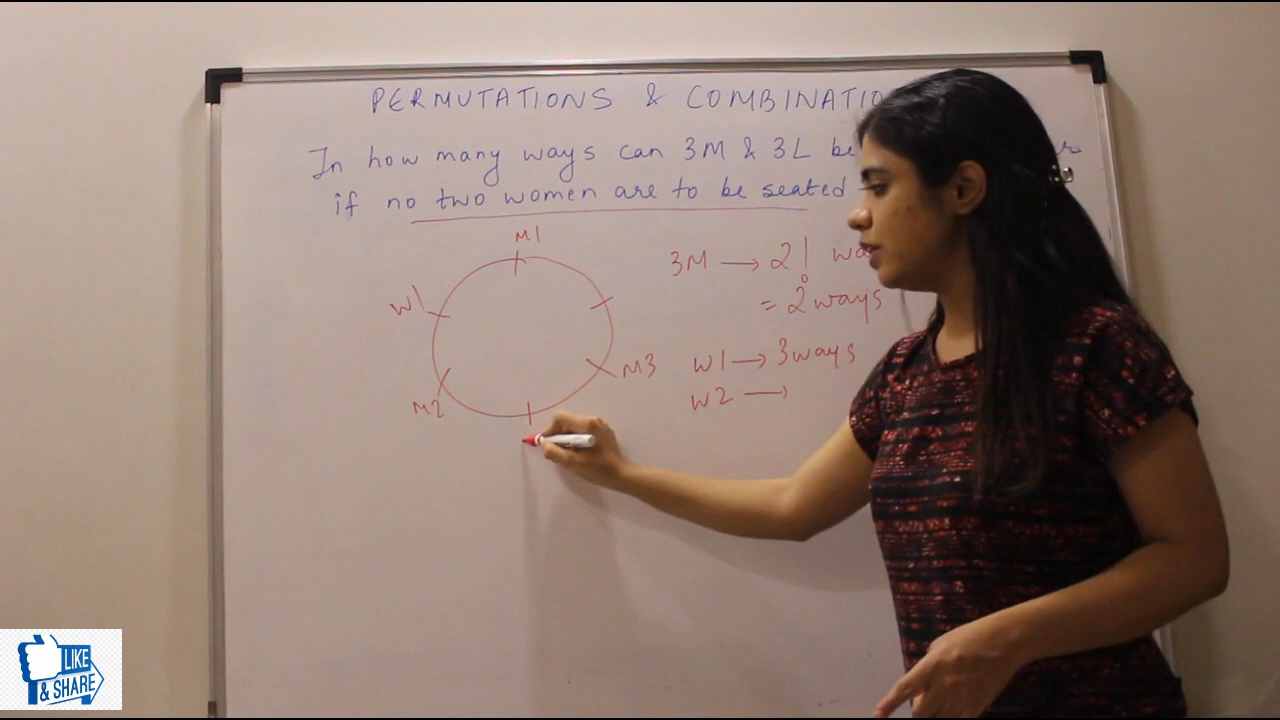 PERMUTATIONS & COMBINATIO
In how many ways can 3M & 3L be
if no two women are to be seated
M1
W1
M2
M3
3M → 2! wa
= 2 ways
W1 → 3 ways
W2 →
LIKE
& SHARE